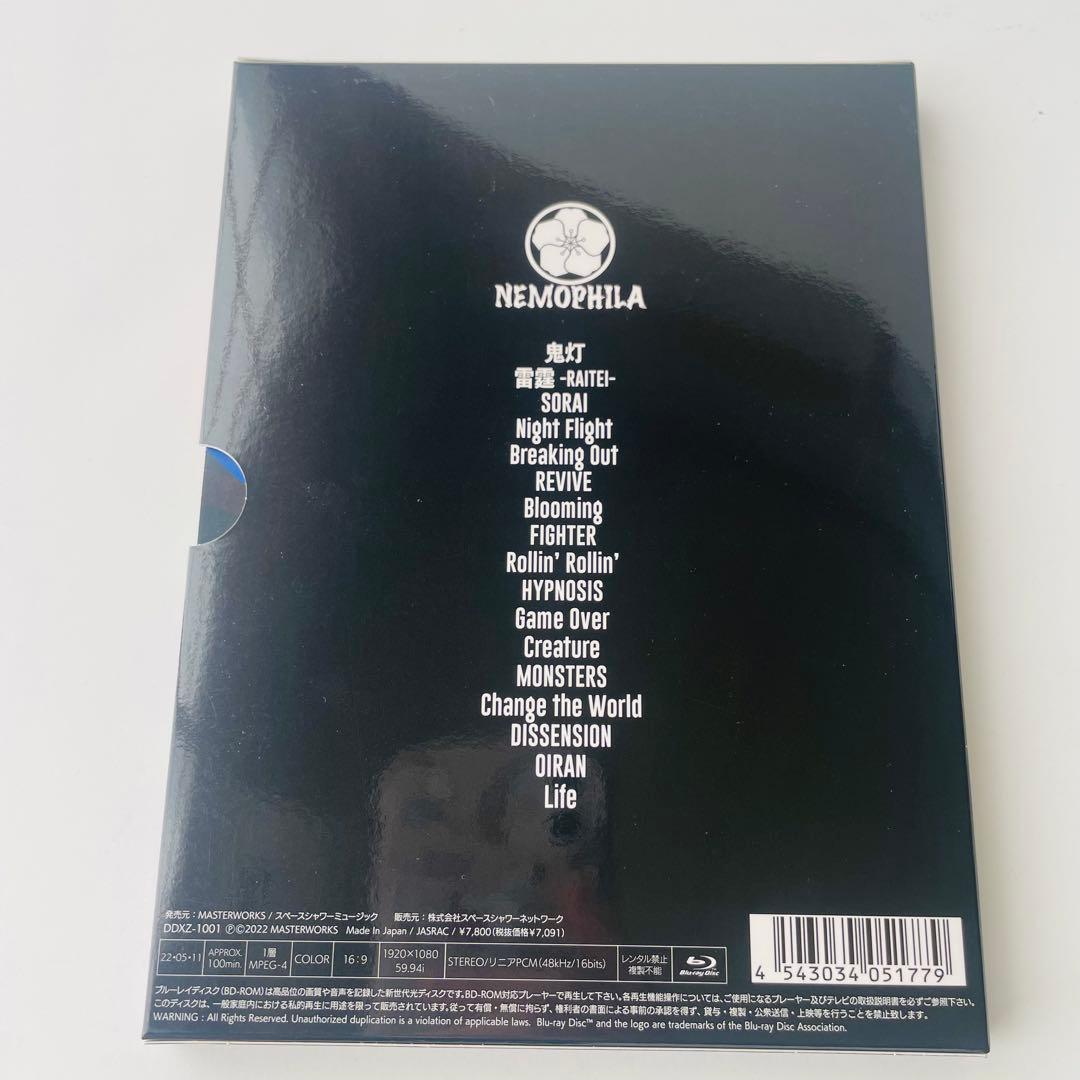 NEMOPHILA
鬼灯
雷霆 -RAITEI-
SORAI
Night Flight
Breaking Out
REVIVE
Blooming
FIGHTER
Rollin' Rollin'
HYPNOSIS
Game Over
Creature
MONSTERS
Change the World
DISSENSION
OIRAN
Life
発売元：MASTERWORKS / スペースシャワーミュージック 販売元：株式会社スペースシャワーネットワーク
DDXZ-1001 ℗©2022 MASTERWORKS Made In Japan / JASRAC / ¥7,800(税抜価格¥7,091)
22・05・11 APPROX. 100min. 1層 MPEG-4 COLOR 16:9 1920×1080 59.94i STEREO/リニアPCM(48kHz/16bits) レンタル禁止 複製不能 Blu-ray Disc
4 543034 051779
ブルーレイディスク(BD-ROM)は高品位の画質や音声を記録した新世代光ディスクです。BD-ROM対応プレーヤーで再生して下さい。各再生機能操作については、ご使用になるプレーヤー及びテレビの取扱説明書を必ずご参照下さい。
このディスクは、一般家庭内における私的再生に用途を限って販売されています。従って有償・無償に拘らず、権利者の書面による事前の承認を得ず、貸与・複製・公衆送信・上映等を行うことを禁止致します。
WARNING : All Rights Reserved. Unauthorized duplication is a violation of applicable laws. Blu-ray Disc™ and the logo are trademarks of the Blu-ray Disc Association.